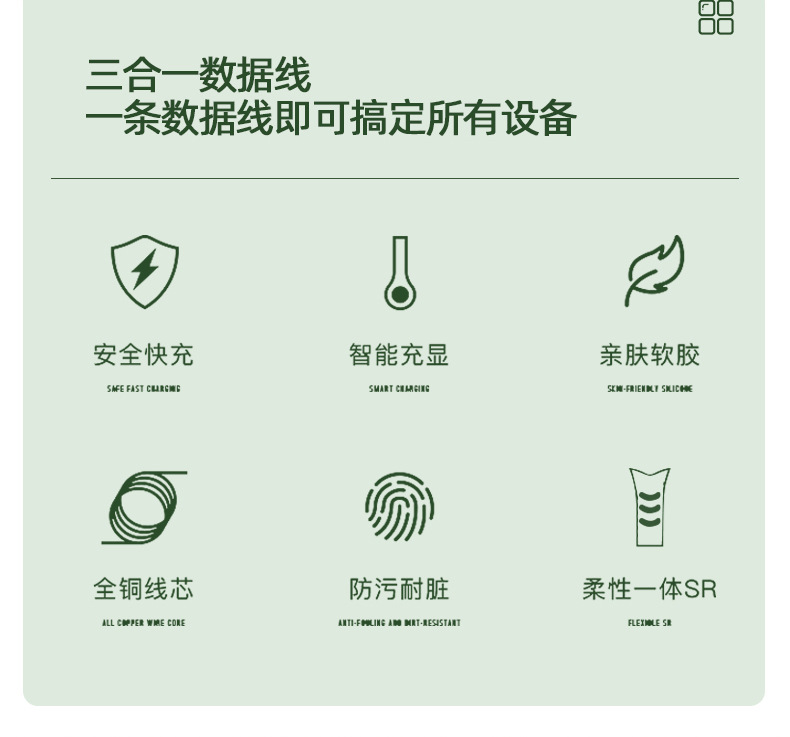 三合一数据线
一条数据线即可搞定所有设备
安全快充
SAFE FAST CHARGING
智能充显
SMART CHARGING
亲肤软胶
SKIN-FRIENDLY SILICONE
全铜线芯
ALL COPPER WIRE CORE
防污耐脏
ANTI-FOULING AND DIRT-RESISTANT
柔性一体SR
FLEXIBLE SR